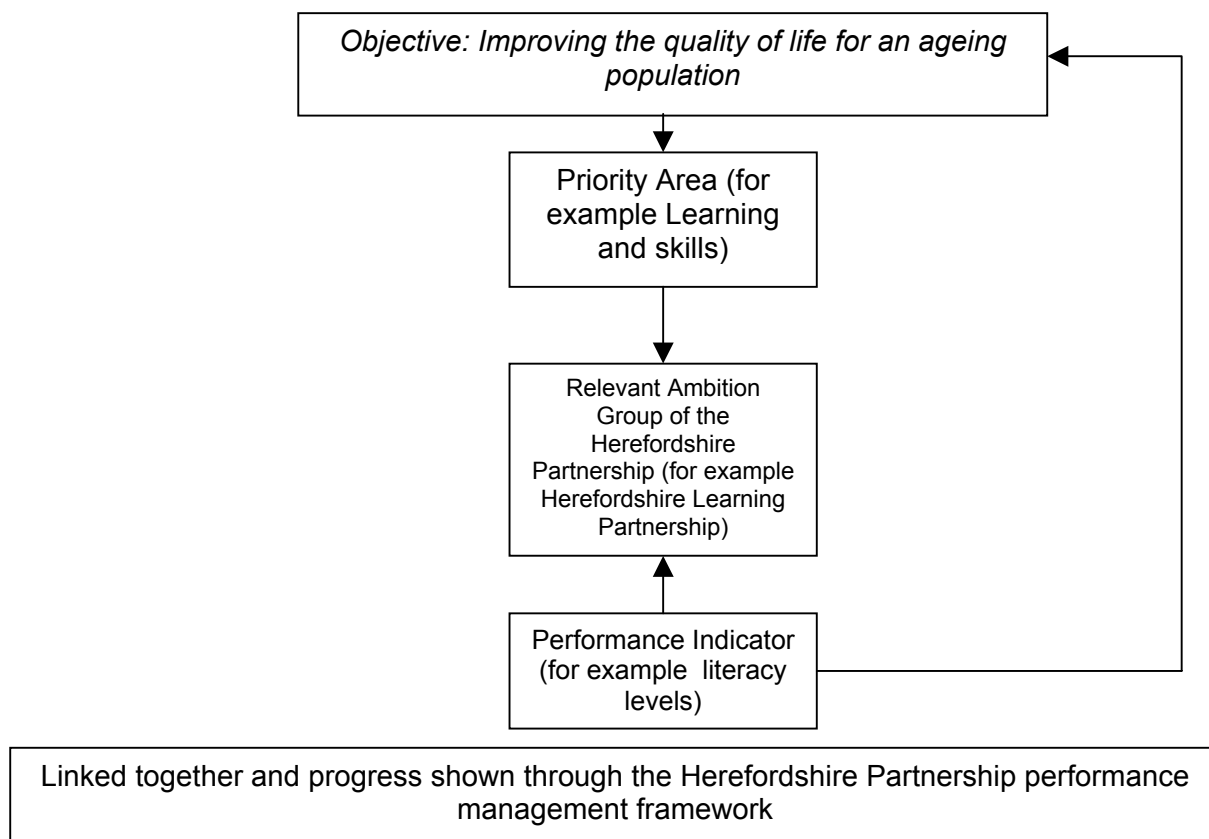 Objective: Improving the quality of life for an ageing
population
Priority Area (for
example Learning
and skills)
Relevant Ambition
Group of the
Herefordshire
Partnership (for example
Herefordshire Learning
Partnership)
Performance Indicator
(for example literacy
levels)
Linked together and progress shown through the Herefordshire Partnership performance
management framework